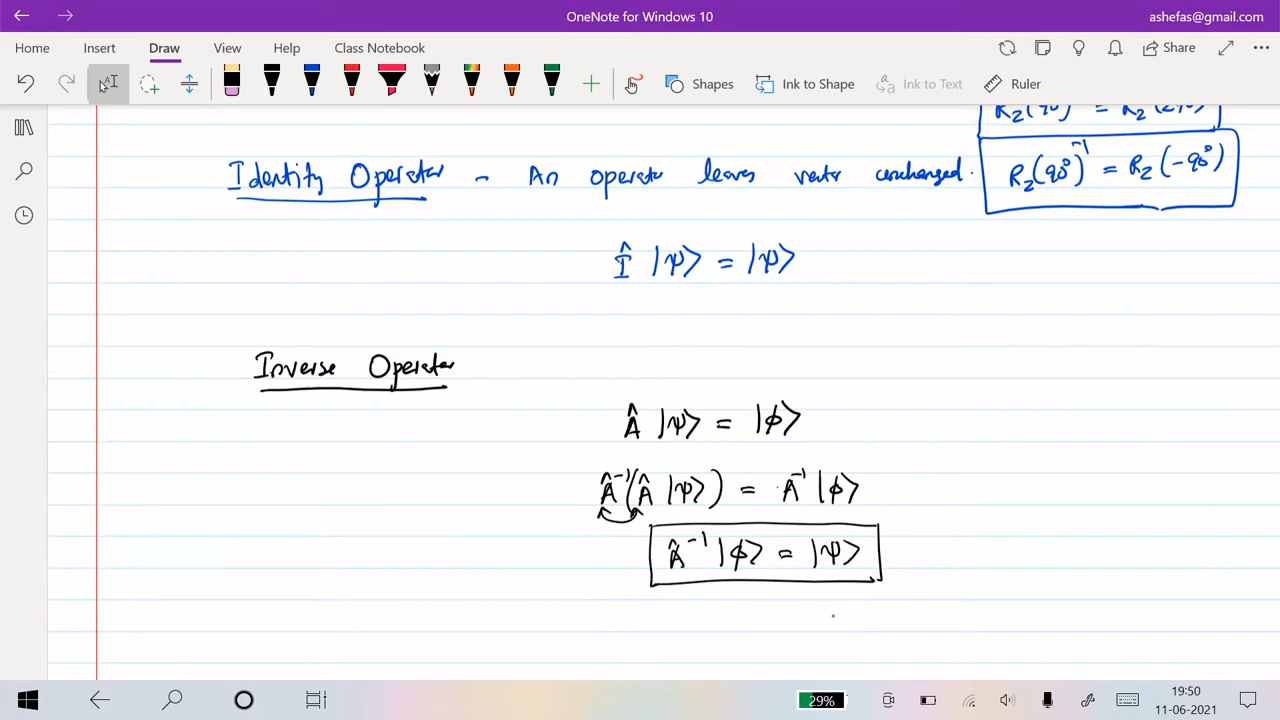 OneNote for Windows 10
ashefas@gmail.com
Home Insert Draw View Help Class Notebook Share
Shapes Ink to Shape Ink to Text Ruler
Identity Operator - An operator leaves vector unchanged.
R₂(90°)⁻¹ = R₂(-90°)
Î |ψ⟩ = |ψ⟩
Inverse Operator
Â |ψ⟩ = |ϕ⟩
Â⁻¹(Â |ψ⟩) = A⁻¹ |ϕ⟩
Â⁻¹ |ϕ⟩ = |ψ⟩
29%
19:50
11-06-2021